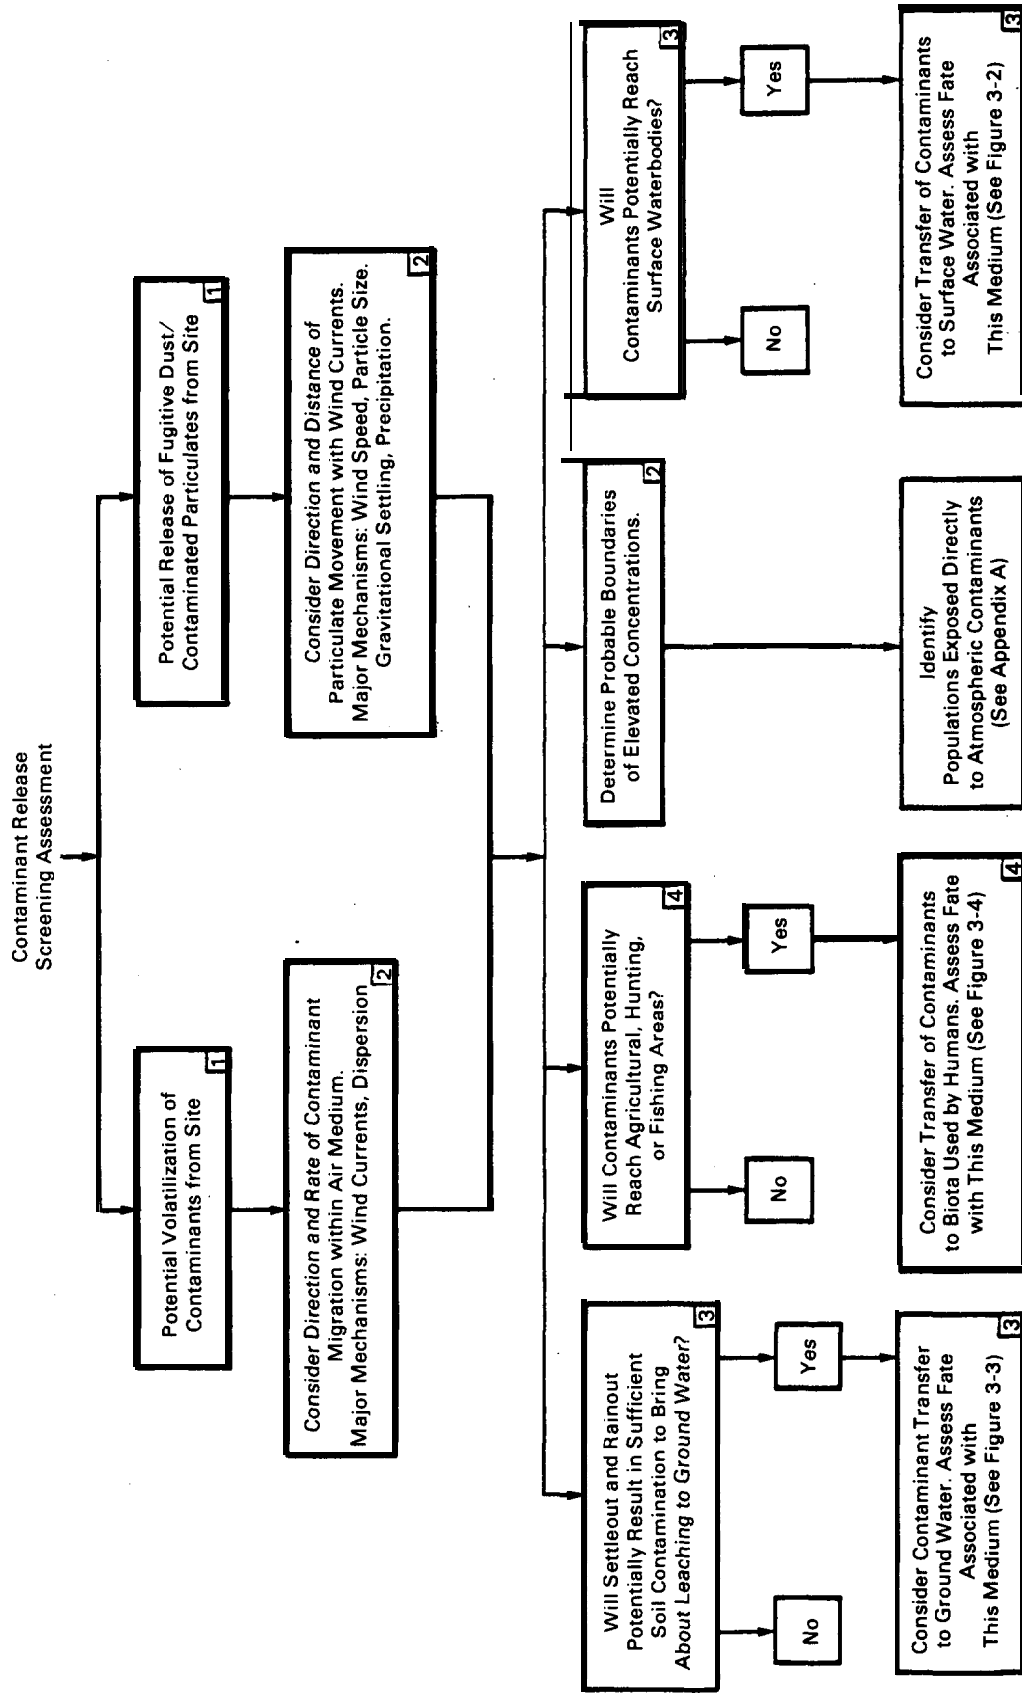 Contaminant Release
Screening Assessment
Potential Volatilization of
Contaminants from Site
1
Potential Release of Fugitive Dust/
Contaminated Particulates from Site
1
Consider Direction and Rate of Contaminant
Migration within Air Medium.
Major Mechanisms: Wind Currents, Dispersion
2
Consider Direction and Distance of
Particulate Movement with Wind Currents.
Major Mechanisms: Wind Speed, Particle Size.
Gravitational Settling, Precipitation.
2
Will Settleout and Rainout
Potentially Result in Sufficient
Soil Contamination to Bring
About Leaching to Ground Water?
3
Will Contaminants Potentially
Reach Agricultural, Hunting,
or Fishing Areas?
4
Determine Probable Boundaries
of Elevated Concentrations.
2
Will
Contaminants Potentially Reach
Surface Waterbodies?
3
No
Yes
No
Yes
No
Yes
Consider Contaminant Transfer
to Ground Water. Assess Fate
Associated with
This Medium (See Figure 3-3)
3
Consider Transfer of Contaminants
to Biota Used by Humans. Assess Fate
with This Medium (See Figure 3-4)
4
Identify
Populations Exposed Directly
to Atmospheric Contaminants
(See Appendix A)
Consider Transfer of Contaminants
to Surface Water. Assess Fate
Associated with
This Medium (See Figure 3-2)
3